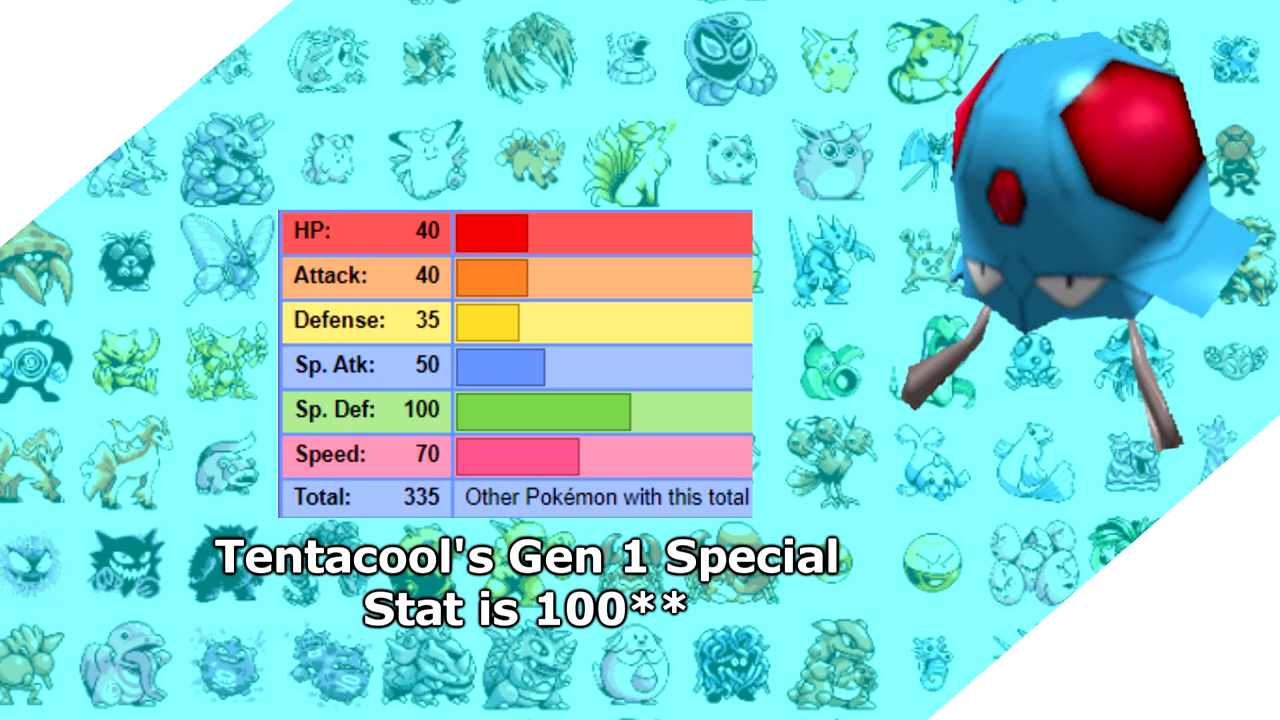 HP: 40
Attack: 40
Defense: 35
Sp. Atk: 50
Sp. Def: 100
Speed: 70
Total: 335 Other Pokémon with this total
Tentacool's Gen 1 Special
Stat is 100**